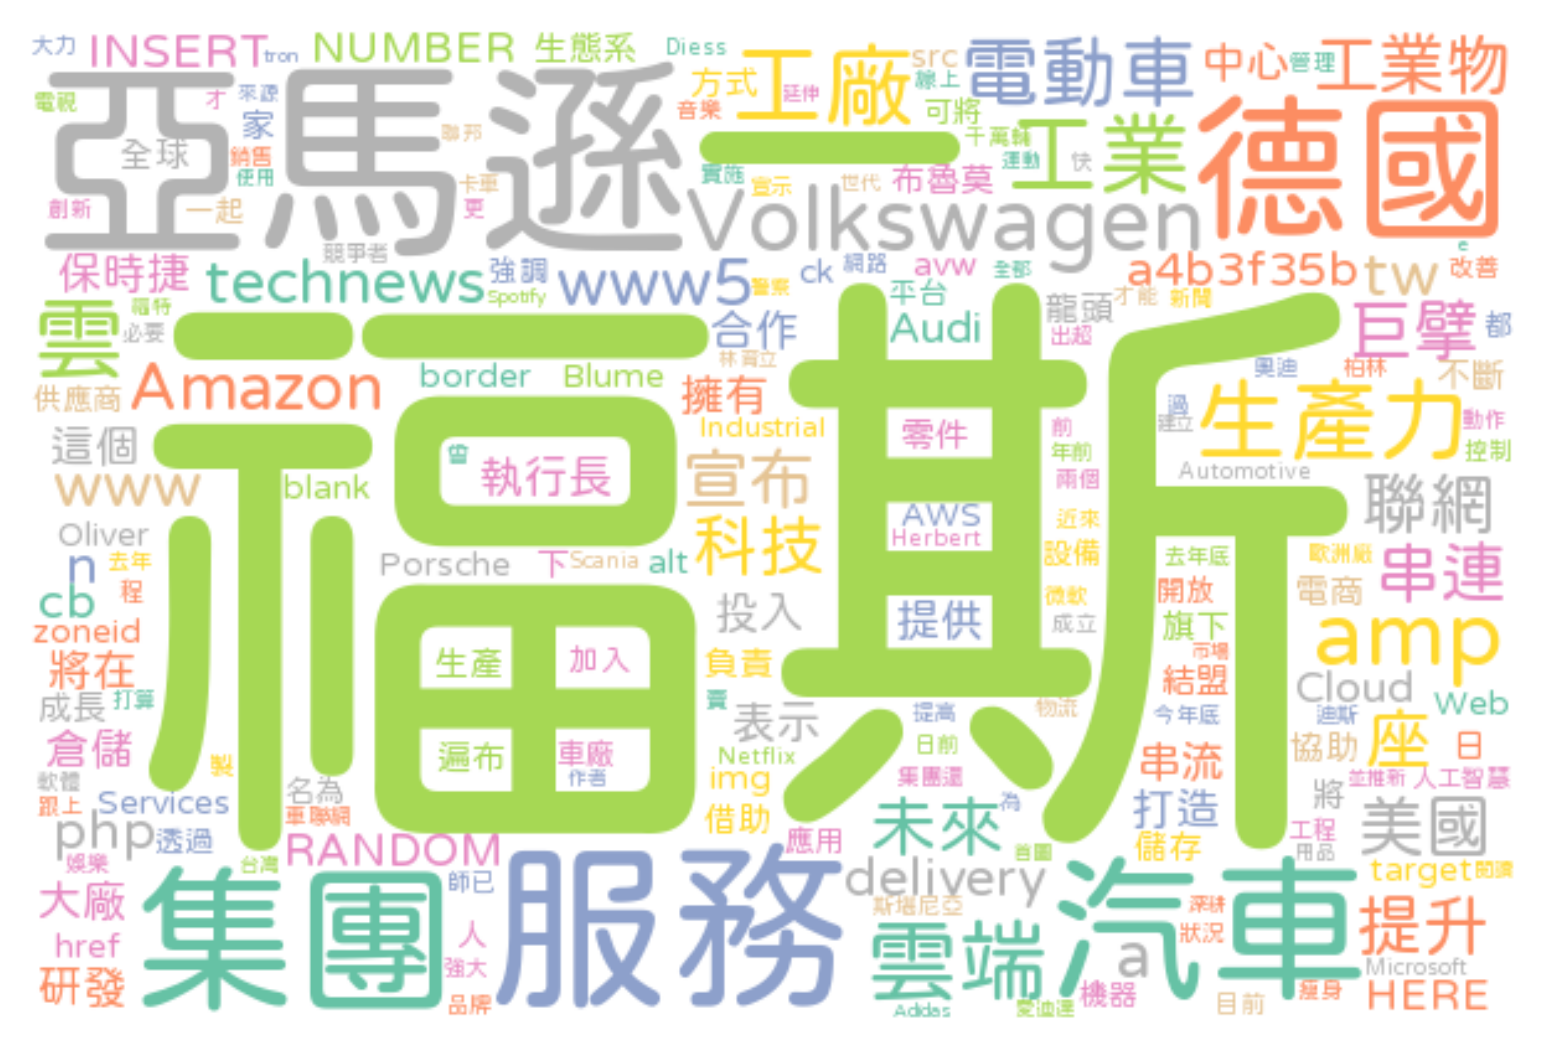 大力
INSERT
tron
NUMBER
生態系
Diess
工廠
src
電動車
中心
管理
工業物
方式
線上
電視
才
來源
音樂
延伸
可將
家
聯邦
千萬輛
亞馬遜
全球
銷售
使用
一
實施
宣示
運動
快
工業
德國
世代
布魯莫
卡車
更
創新
一起
競爭者
Volkswagen
e
保時捷
technews
強調
Spotify
www5
警察
ck
網路
avw
全都
a4b3f35b
tw
改善
雲
福特
必要
一一
合作
平台
Audi
龍頭
才能
新聞
出超
巨擘
都
林育立
奧迪
柏林
不斷
供應商
Amazon
border
Blume
擁有
過
建立
生產力
動作
控制
Industrial
零件
前
年前
兩個
這個
福斯
曾
執行長
宣布
Automotive
www
blank
聯網
AWS
Herbert
近來
科技
設備
Oliver
n
去年
程
Porsche
下
Scania
alt
去年底
歐洲廠
串連
微軟
開放
電商
cb
zoneid
投入
提供
成立
旗下
amp
將在
生產
加入
負責
市場
結盟
Cloud
Web
成長
打算
賣
表示
提高
物流
今年底
迪斯
座
倉儲
製
遍布
車廠
作者
Netflix
日前
串流
協助
日
軟體
跟上
名為
img
集團還
並推新
人工智慧
Services
車聯網
借助
未來
為
打造
將
美國
php
透過
RANDOM
應用
首圖
儲存
工程
用品
娛樂
台灣
師已
服務
delivery
target
閱讀
大廠
集團
斯堪尼亞
汽車
深耕
狀況
提升
href
人
強大
雲端
a
Microsoft
研發
品牌
Adidas
愛迪達
機器
目前
瘦身
HERE